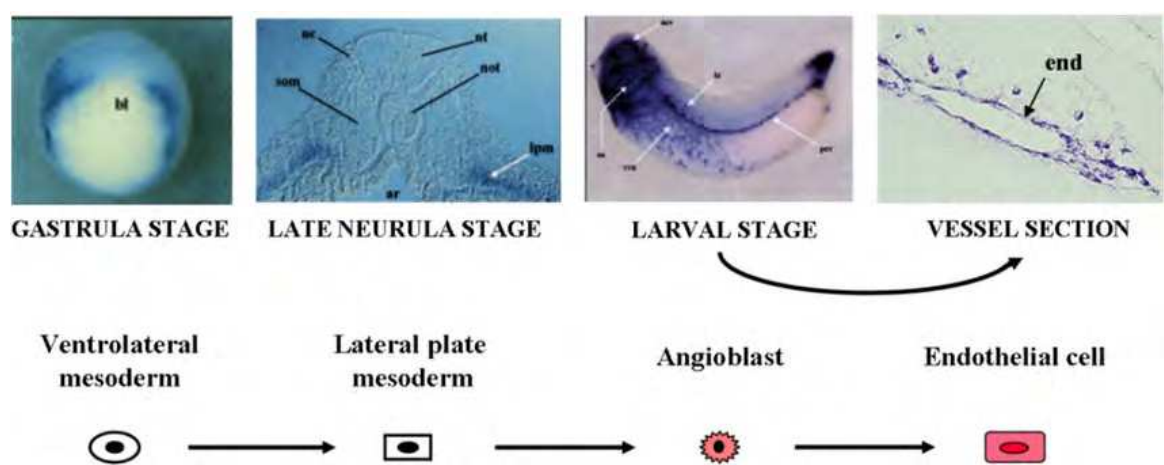 bl
nc
nt
som
not
lpm
ar
end
GASTRULA STAGE
LATE NEURULA STAGE
LARVAL STAGE
VESSEL SECTION
Ventrolateral
mesoderm
Lateral plate
mesoderm
Angioblast
Endothelial cell